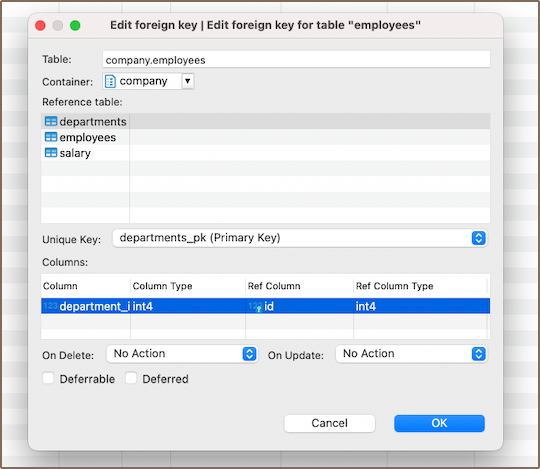 Edit foreign key | Edit foreign key for table "employees"
Table: company.employees
Container: company
Reference table:
departments
employees
salary
Unique Key: departments_pk (Primary Key)
Columns:
Column Column Type Ref Column Ref Column Type
123 department_i int4 123 id int4
On Delete: No Action On Update: No Action
Deferrable Deferred
Cancel OK